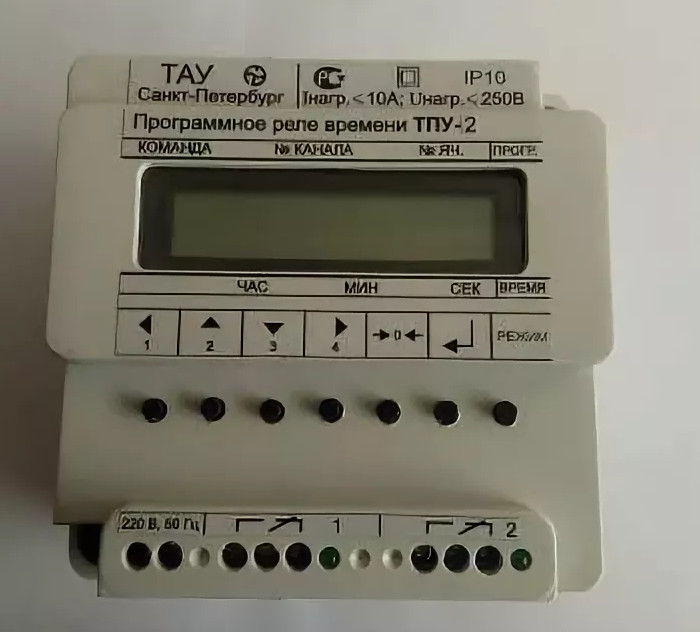 ТАУ IP10
Санкт-Петербург Iнагр.<10А; Uнагр.<250В
Программное реле времени ТПУ-2
КОМАНДА № КАНАЛА № ЯЧ. ПРОГР.
ЧАС МИН СЕК ВРЕМЯ
1 2 3 4 0 РЕЖИМ
220 В, 50 Гц 1 2